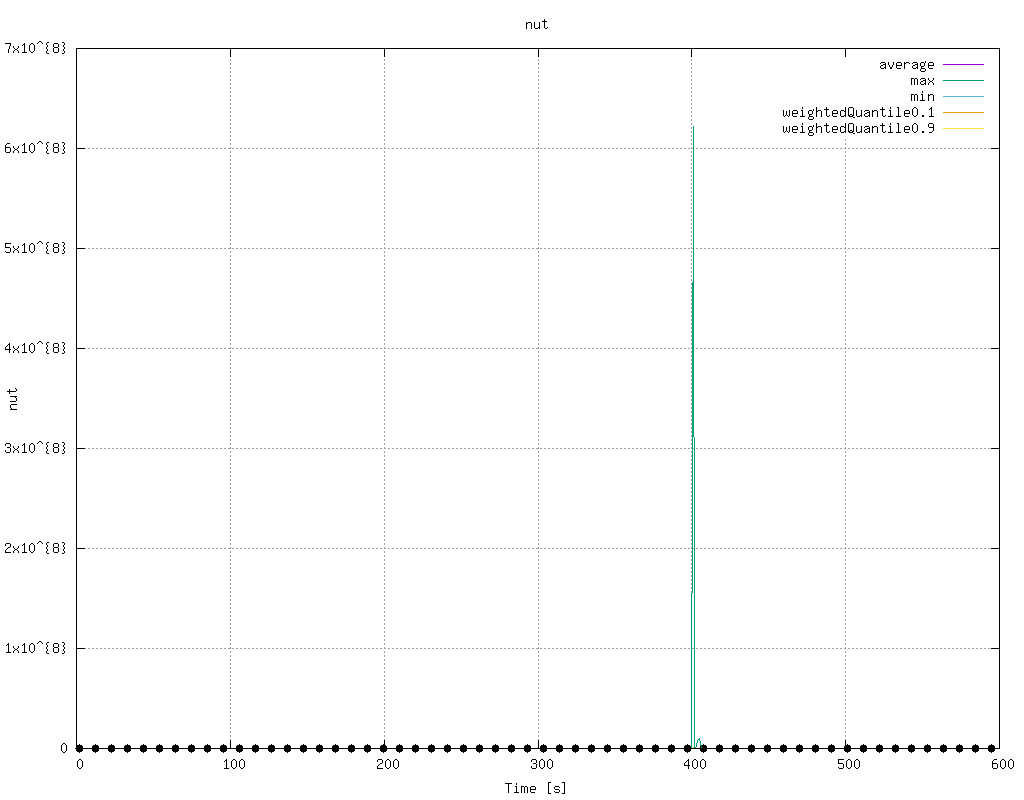 nut
7x10^{8}
6x10^{8}
5x10^{8}
4x10^{8}
3x10^{8}
2x10^{8}
1x10^{8}
0
nut
average
max
min
weightedQuantile0.1
weightedQuantile0.9
0 100 200 300 400 500 600
Time [s]